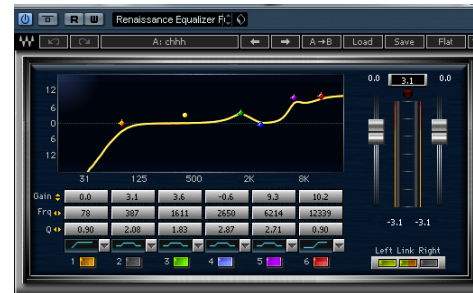 R W Renaissance Equalizer
A: chhh A→B Load Save Flat
0.0 3.1 0.0
12
6
0
6
12
31 125 500 2K 8K
Gain 0.0 3.1 3.6 -0.6 9.3 10.2
Frq 78 387 1611 2650 6214 12339
Q 0.90 2.08 1.83 2.87 2.71 0.90
-3.1 -3.1
Left Link Right
1 2 3 4 5 6